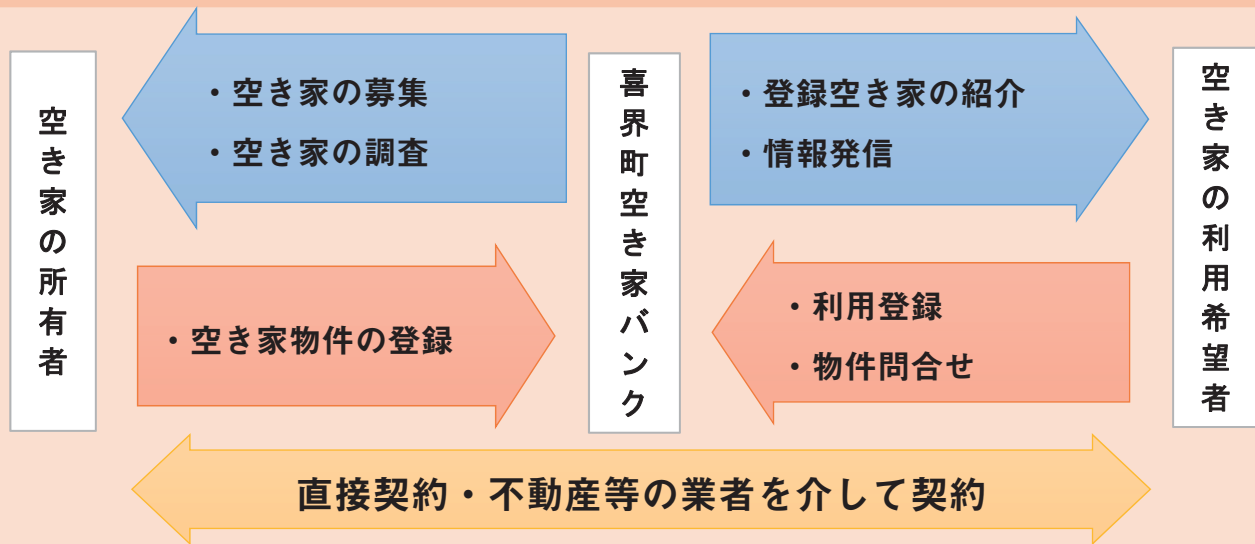 空き家の所有者
・空き家の募集
・空き家の調査
・空き家物件の登録
喜界町空き家バンク
・登録空き家の紹介
・情報発信
・利用登録
・物件問合せ
空き家の利用希望者
直接契約・不動産等の業者を介して契約